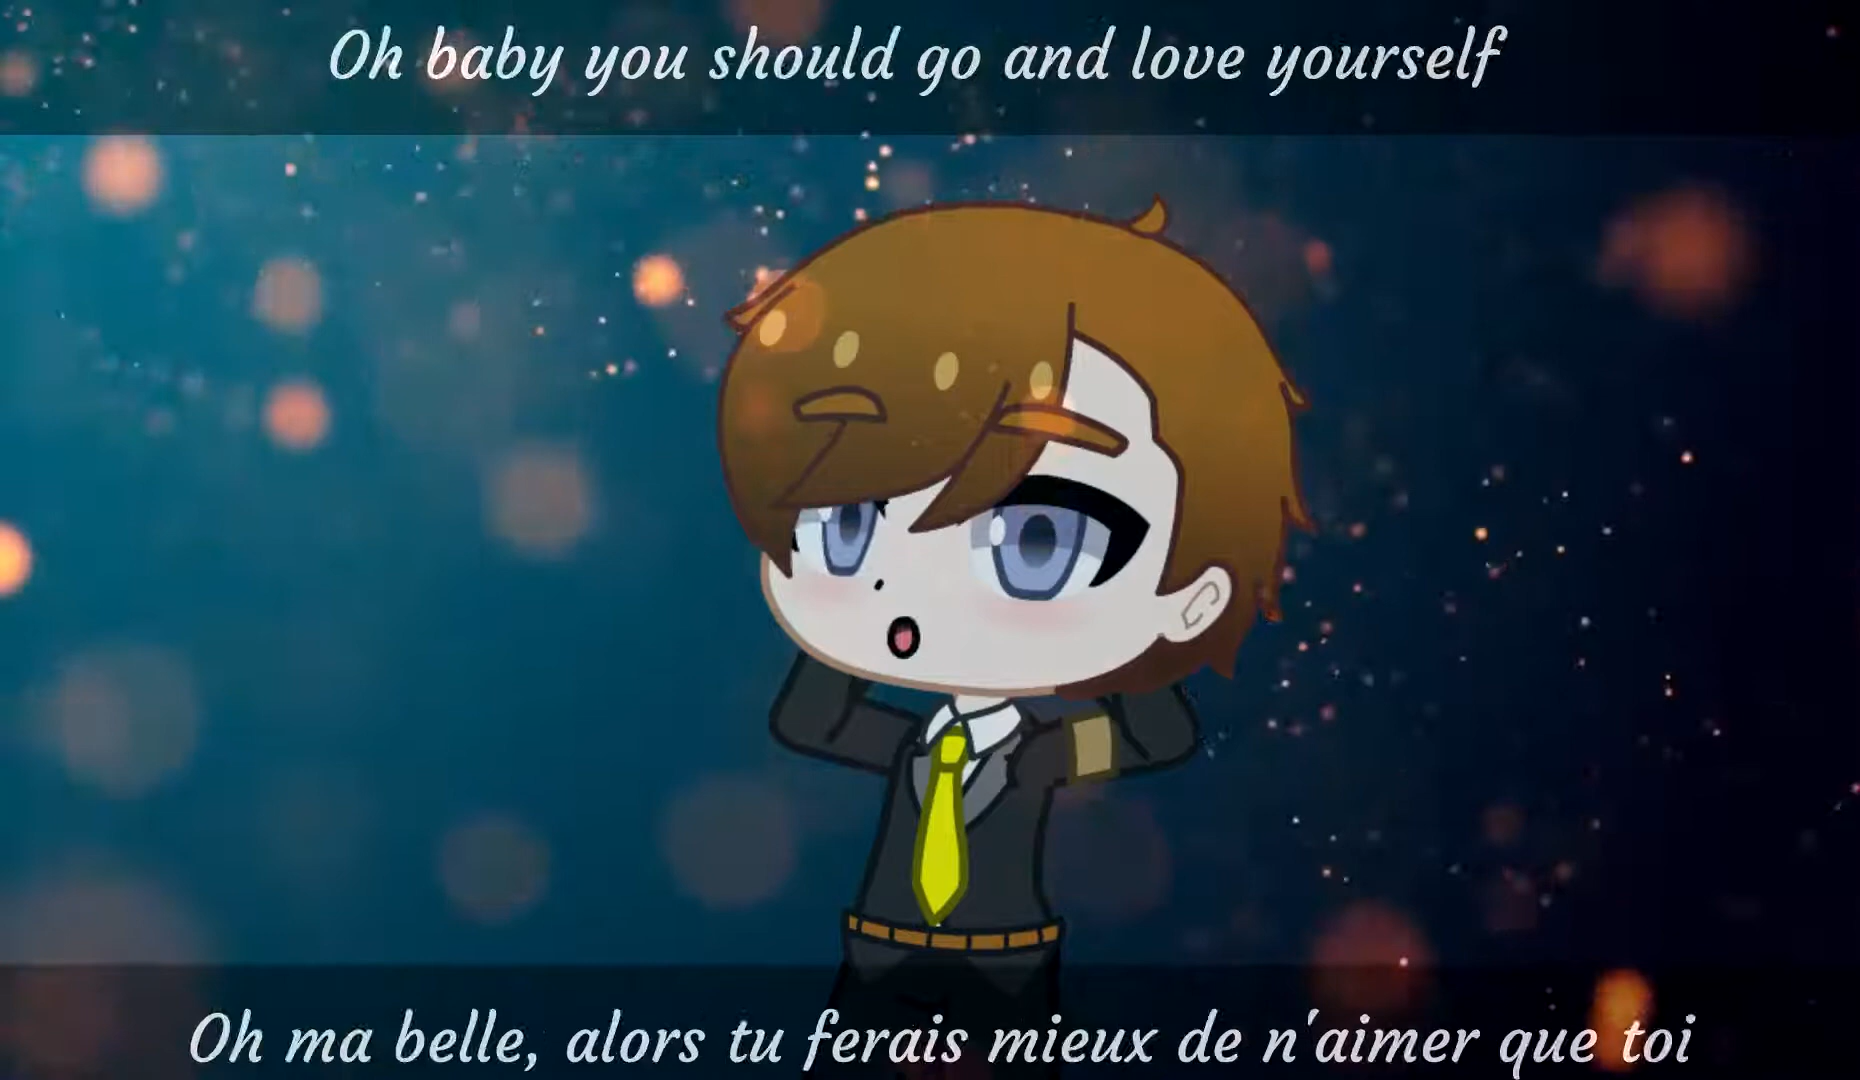 Oh baby you should go and love yourself
Oh ma belle, alors tu ferais mieux de n'aimer que toi